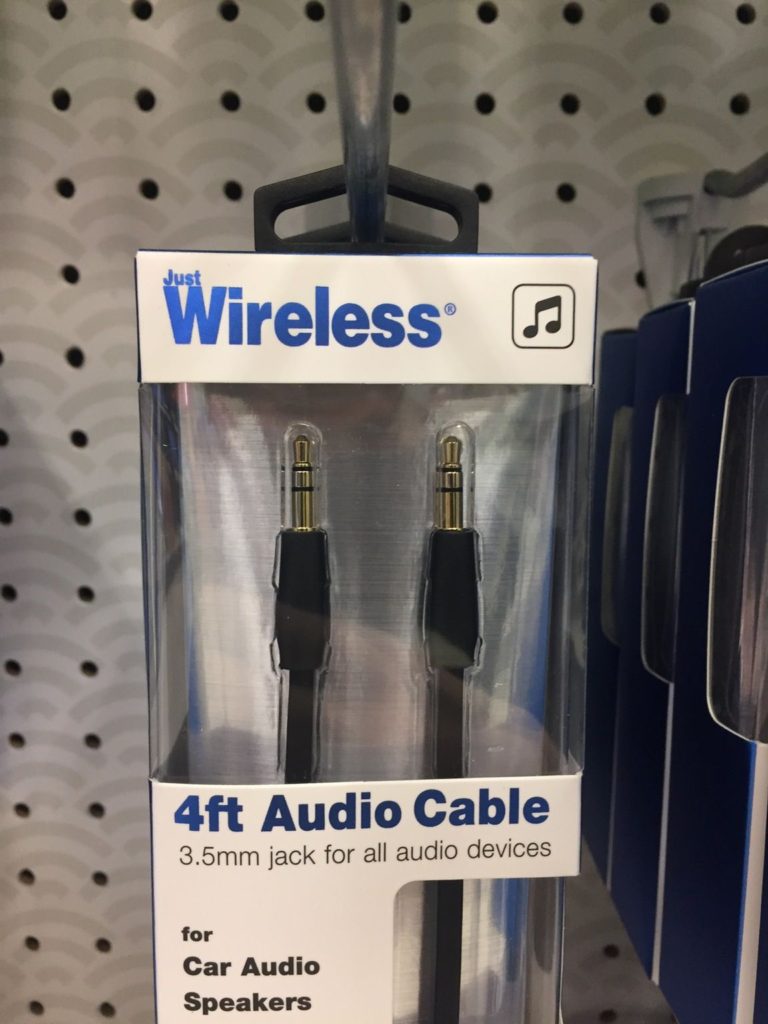 Just
Wireless®
4ft Audio Cable
3.5mm jack for all audio devices
for
Car Audio
Speakers